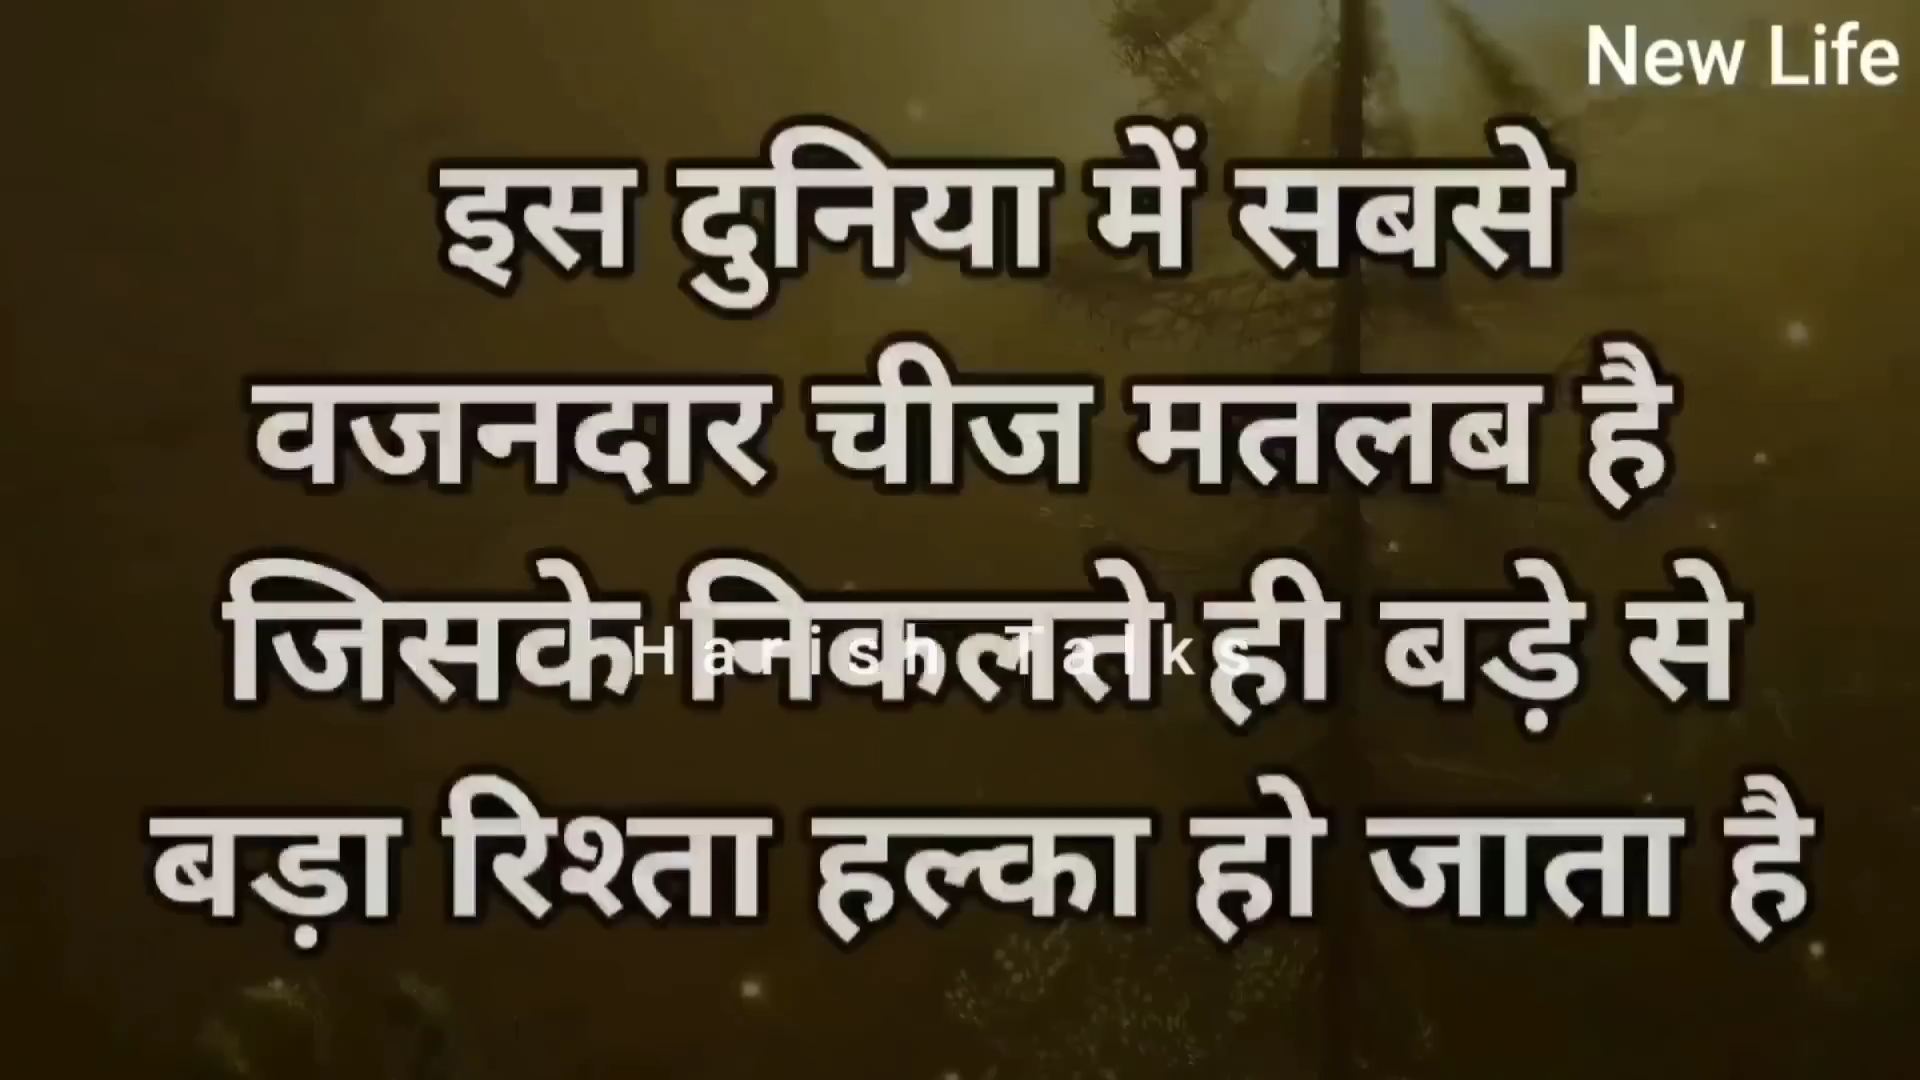 New Life
इस दुनिया में सबसे
वजनदार चीज मतलब है
जिसके निकलते ही बड़े से
Harish Talks
बड़ा रिश्ता हल्का हो जाता है